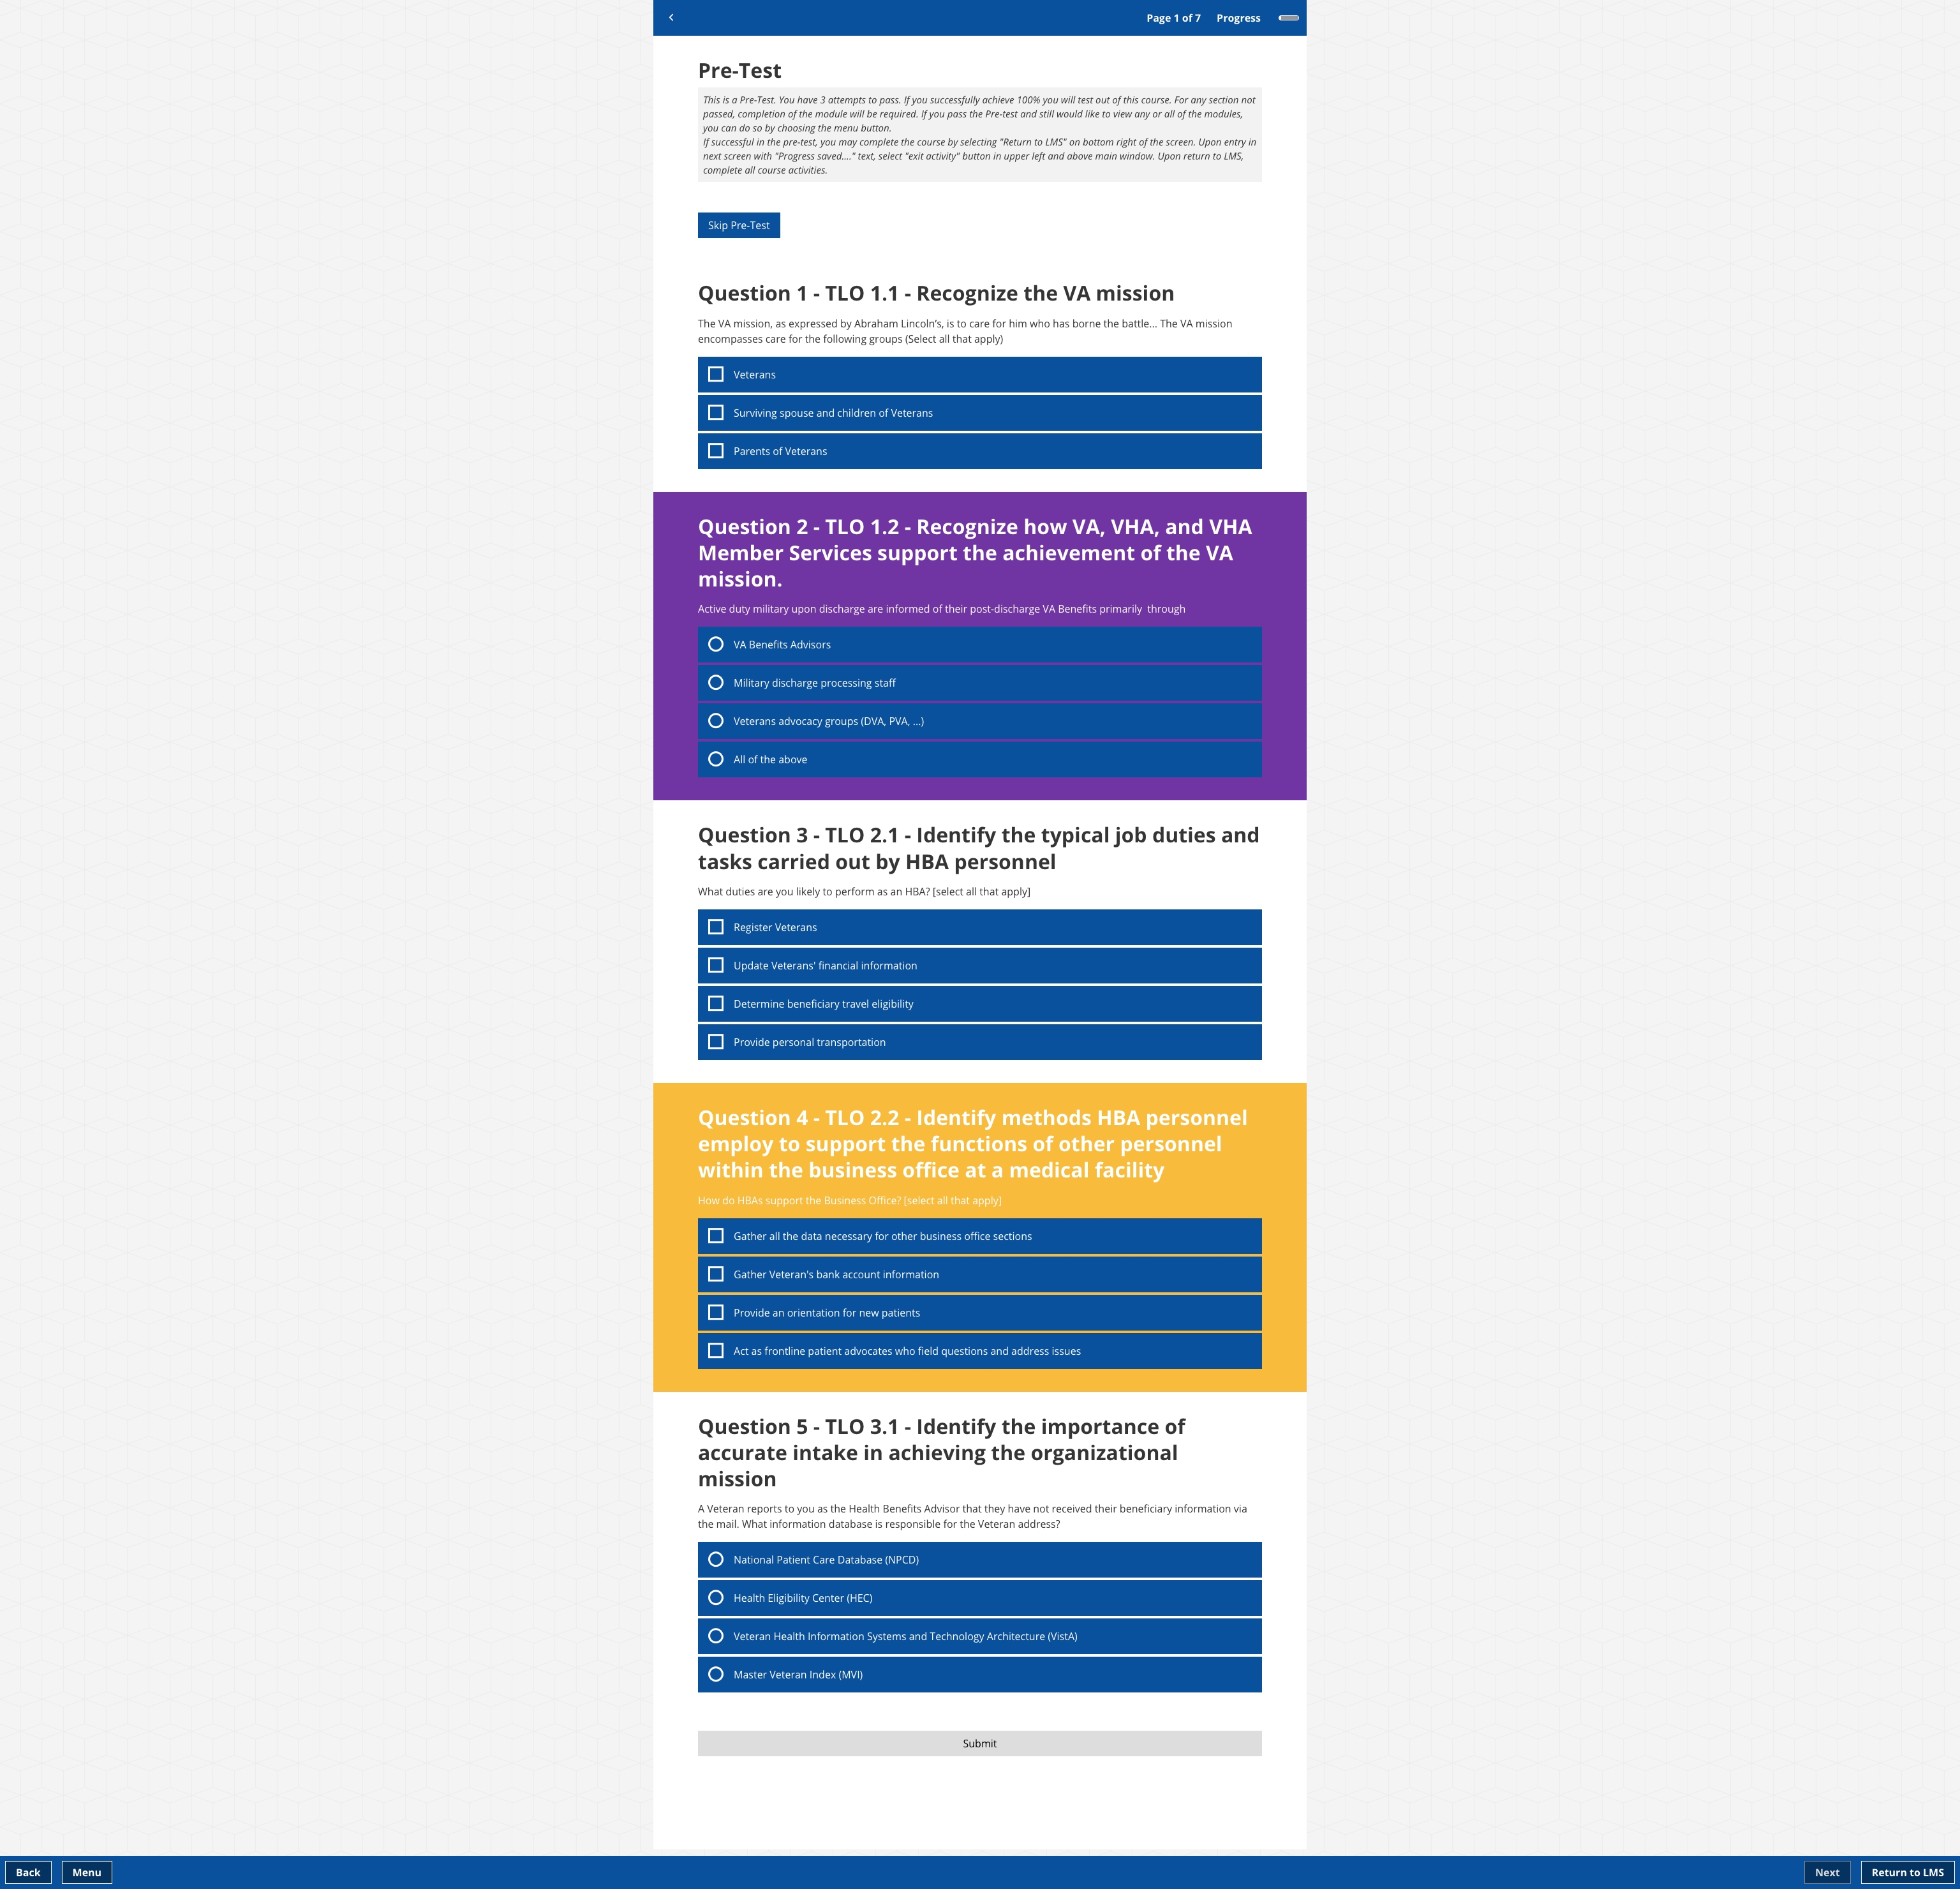 Page 1 of 7 Progress
Pre-Test
This is a Pre-Test. You have 3 attempts to pass. If you successfully achieve 100% you will test out of this course. For any section not
passed, completion of the module will be required. If you pass the Pre-test and still would like to view any or all of the modules,
you can do so by choosing the menu button.
If successful in the pre-test, you may complete the course by selecting "Return to LMS" on bottom right of the screen. Upon entry in
next screen with "Progress saved...." text, select "exit activity" button in upper left and above main window. Upon return to LMS,
complete all course activities.
Skip Pre-Test
Question 1 - TLO 1.1 - Recognize the VA mission
The VA mission, as expressed by Abraham Lincoln’s, is to care for him who has borne the battle... The VA mission
encompasses care for the following groups (Select all that apply)
Veterans
Surviving spouse and children of Veterans
Parents of Veterans
Question 2 - TLO 1.2 - Recognize how VA, VHA, and VHA
Member Services support the achievement of the VA
mission.
Active duty military upon discharge are informed of their post-discharge VA Benefits primarily  through
VA Benefits Advisors
Military discharge processing staff
Veterans advocacy groups (DVA, PVA, ...)
All of the above
Question 3 - TLO 2.1 - Identify the typical job duties and
tasks carried out by HBA personnel
What duties are you likely to perform as an HBA? [select all that apply]
Register Veterans
Update Veterans' financial information
Determine beneficiary travel eligibility
Provide personal transportation
Question 4 - TLO 2.2 - Identify methods HBA personnel
employ to support the functions of other personnel
within the business office at a medical facility
How do HBAs support the Business Office? [select all that apply]
Gather all the data necessary for other business office sections
Gather Veteran's bank account information
Provide an orientation for new patients
Act as frontline patient advocates who field questions and address issues
Question 5 - TLO 3.1 - Identify the importance of
accurate intake in achieving the organizational
mission
A Veteran reports to you as the Health Benefits Advisor that they have not received their beneficiary information via
the mail. What information database is responsible for the Veteran address?
National Patient Care Database (NPCD)
Health Eligibility Center (HEC)
Veteran Health Information Systems and Technology Architecture (VistA)
Master Veteran Index (MVI)
Submit
Back Menu Next Return to LMS